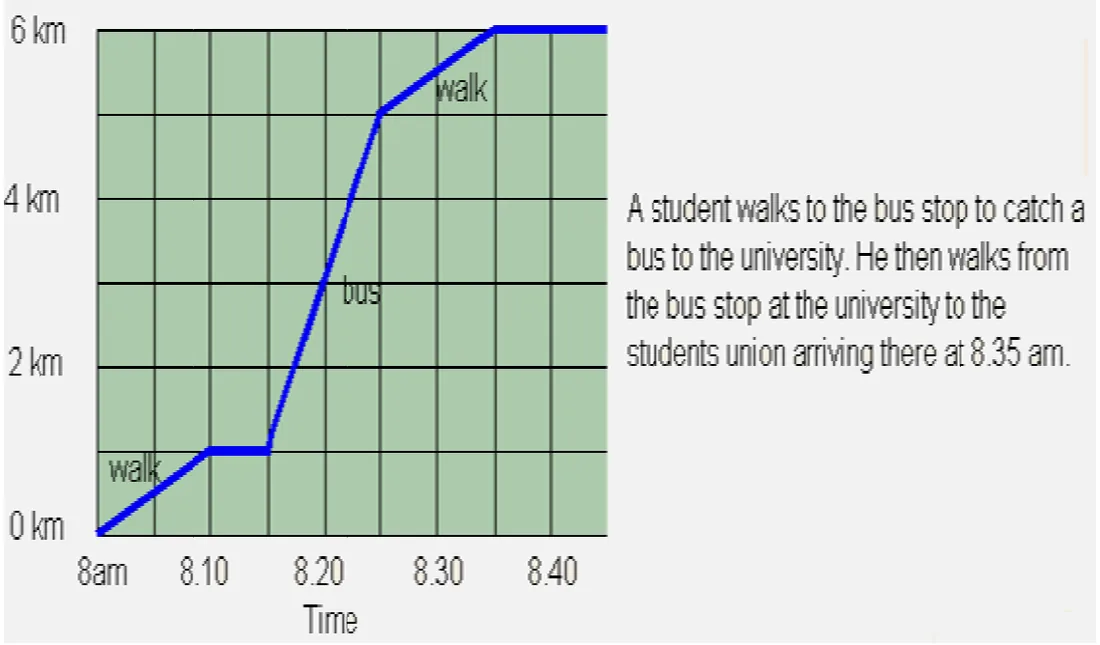 6 km
walk
4 km
A student walks to the bus stop to catch a
bus to the university. He then walks from
bus
the bus stop at the university to the
students union arriving there at 8.35 am.
2 km
walk
0 km
8am 8.10 8.20 8.30 8.40
Time